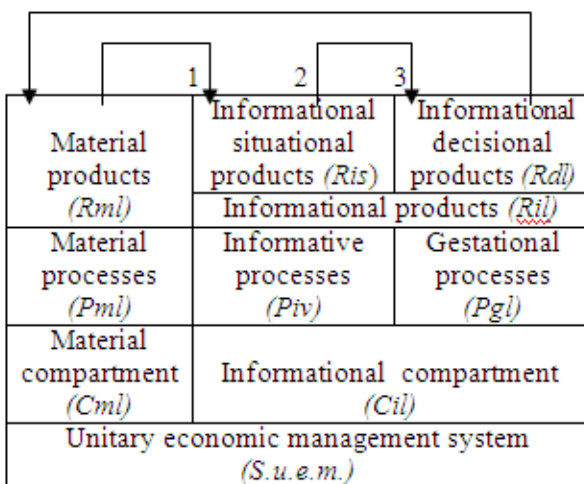 1 2 3
Material
products
(Rml)
Informational
situational
products (Ris)
Informational
decisional
products (Rdl)
Informational products (Ril)
Material
processes
(Pml)
Informative
processes
(Piv)
Gestational
processes
(Pgl)
Material
compartment
(Cml)
Informational compartment
(Cil)
Unitary economic management system
(S.u.e.m.)